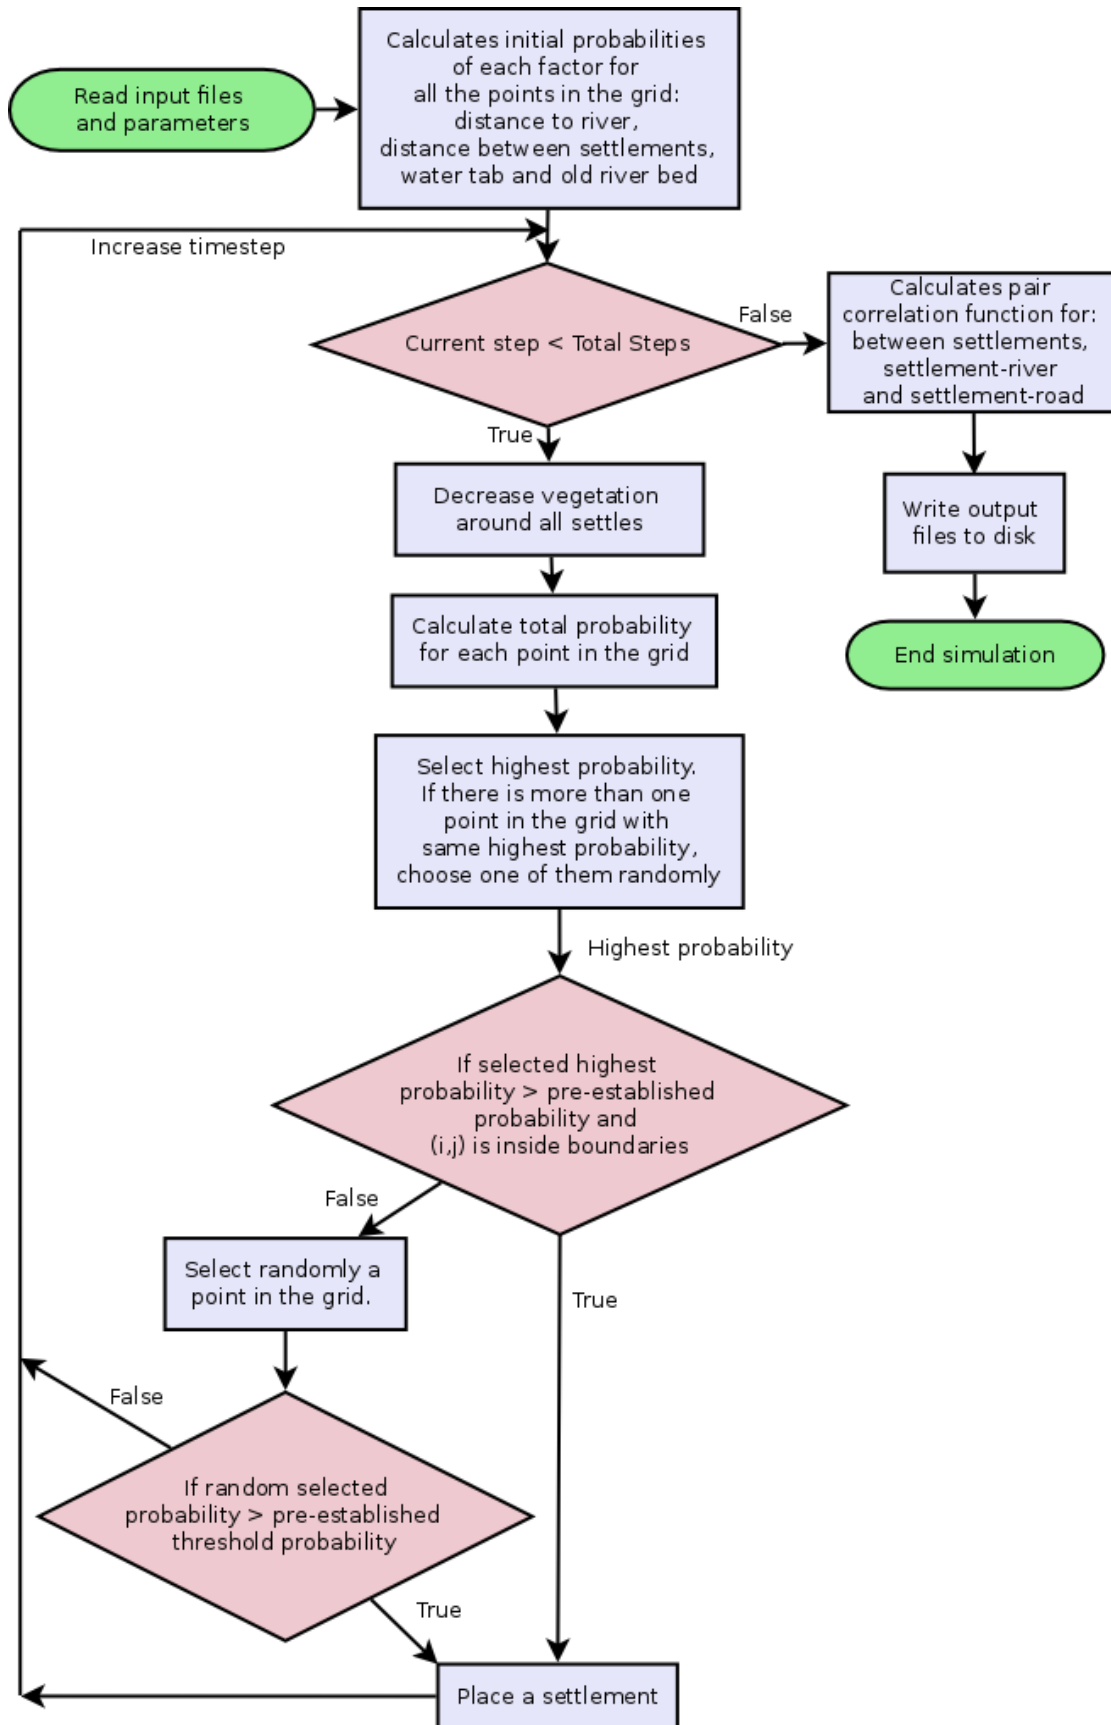 Read input files
and parameters
Calculates initial probabilities
of each factor for
all the points in the grid:
distance to river,
distance between settlements,
water tab and old river bed
Increase timestep
Current step < Total Steps
False
Calculates pair
correlation function for:
between settlements,
settlement-river
and settlement-road
True
Decrease vegetation
around all settles
Write output
files to disk
Calculate total probability
for each point in the grid
End simulation
Select highest probability.
If there is more than one
point in the grid with
same highest probability,
choose one of them randomly
Highest probability
If selected highest
probability > pre-established
probability and
(i,j) is inside boundaries
False
Select randomly a
point in the grid.
True
False
If random selected
probability > pre-established
threshold probability
True
Place a settlement